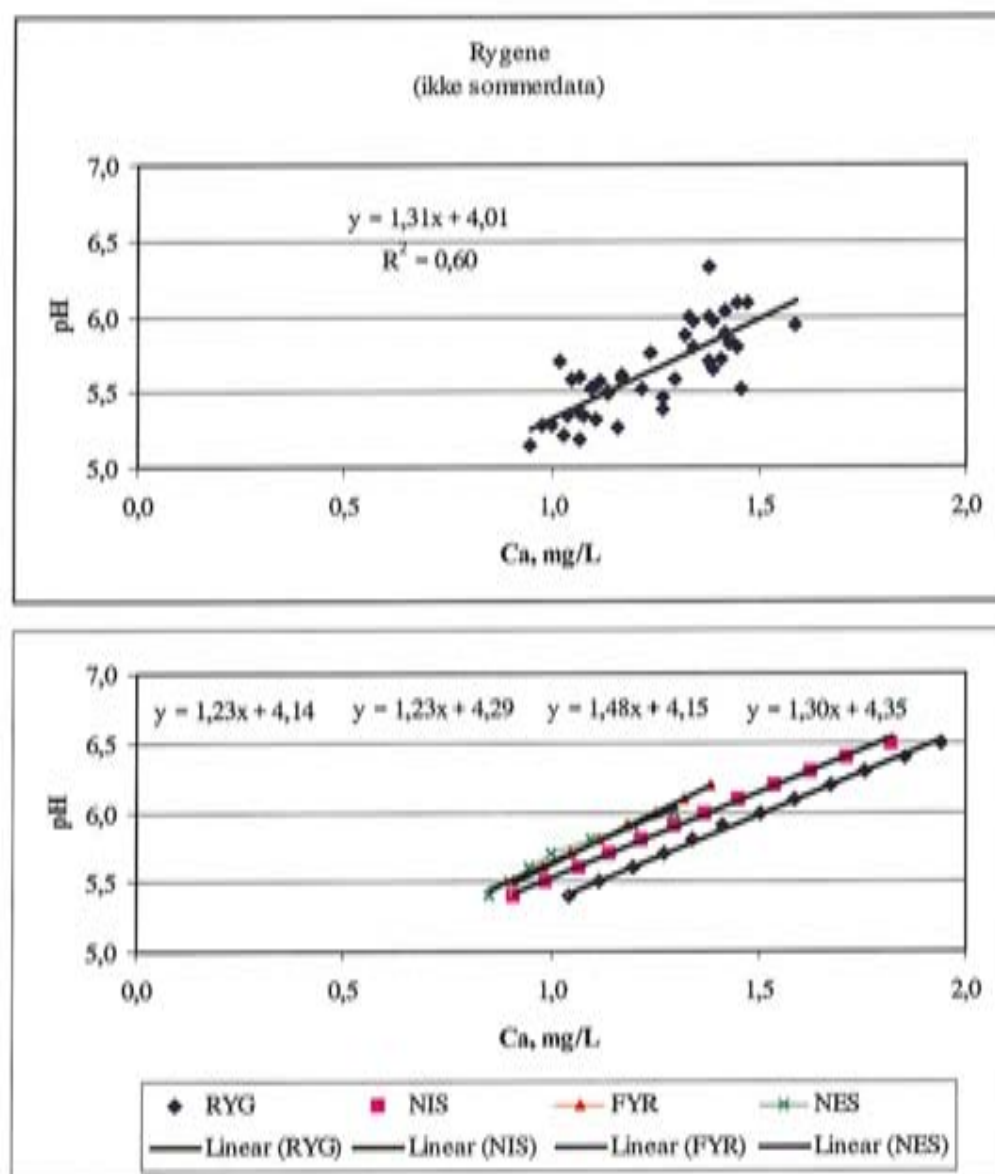 Rygene
(ikke sommerdata)
7,0
y = 1,31x + 4,01
6,5
R² = 0,60
pH
6,0
5,5
5,0
0,0 0,5 1,0 1,5 2,0
Ca, mg/L
7,0
y = 1,23x + 4,14 y = 1,23x + 4,29 y = 1,48x + 4,15 y = 1,30x + 4,35
6,5
pH
6,0
5,5
5,0
0,0 0,5 1,0 1,5 2,0
Ca, mg/L
RYG NIS FYR NES
Linear (RYG) Linear (NIS) Linear (FYR) Linear (NES)